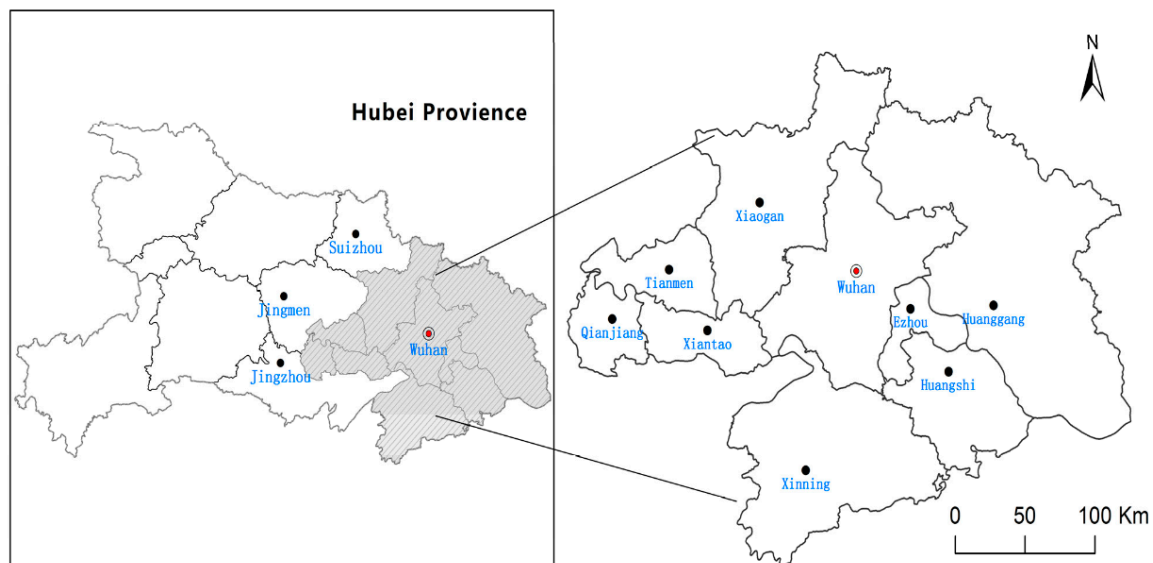 Hubei Provience
Suizhou
Jingmen
Wuhan
Jingzhou
N
Xiaogan
Tianmen
Wuhan
Qianjiang
Xiantao
Ezhou
Huanggang
Huangshi
Xinning
0 50 100 Km